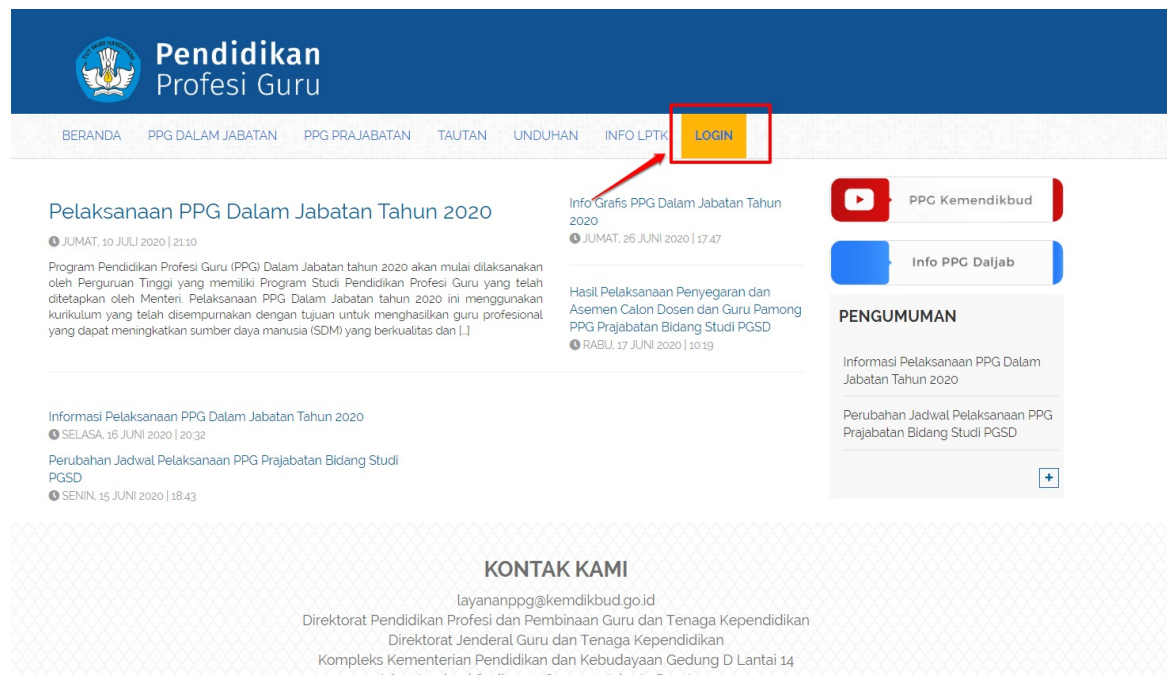 Pendidikan
Profesi Guru
BERANDA PPG DALAM JABATAN PPG PRAJABATAN TAUTAN UNDUHAN INFO LPTK LOGIN
Pelaksanaan PPG Dalam Jabatan Tahun 2020
JUMAT, 10 JULI 2020 | 21:10
Program Pendidikan Profesi Guru (PPG) Dalam Jabatan tahun 2020 akan mulai dilaksanakan
oleh Perguruan Tinggi yang memiliki Program Studi Pendidikan Profesi Guru yang telah
ditetapkan oleh Menteri. Pelaksanaan PPG Dalam Jabatan tahun 2020 ini menggunakan
kurikulum yang telah disempurnakan dengan tujuan untuk menghasilkan guru profesional
yang dapat meningkatkan sumber daya manusia (SDM) yang berkualitas dan [...]
Info Grafis PPG Dalam Jabatan Tahun
2020
JUMAT, 26 JUNI 2020 | 17:47
Hasil Pelaksanaan Penyegaran dan
Asemen Calon Dosen dan Guru Pamong
PPG Prajabatan Bidang Studi PGSD
RABU, 17 JUNI 2020 | 10:19
Informasi Pelaksanaan PPG Dalam Jabatan Tahun 2020
SELASA, 16 JUNI 2020 | 20:32
Perubahan Jadwal Pelaksanaan PPG Prajabatan Bidang Studi
PGSD
SENIN, 15 JUNI 2020 | 18:43
PPG Kemendikbud
Info PPG Daljab
PENGUMUMAN
Informasi Pelaksanaan PPG Dalam
Jabatan Tahun 2020
Perubahan Jadwal Pelaksanaan PPG
Prajabatan Bidang Studi PGSD
+
KONTAK KAMI
layananppg@kemdikbud.go.id
Direktorat Pendidikan Profesi dan Pembinaan Guru dan Tenaga Kependidikan
Direktorat Jenderal Guru dan Tenaga Kependidikan
Kompleks Kementerian Pendidikan dan Kebudayaan Gedung D Lantai 14